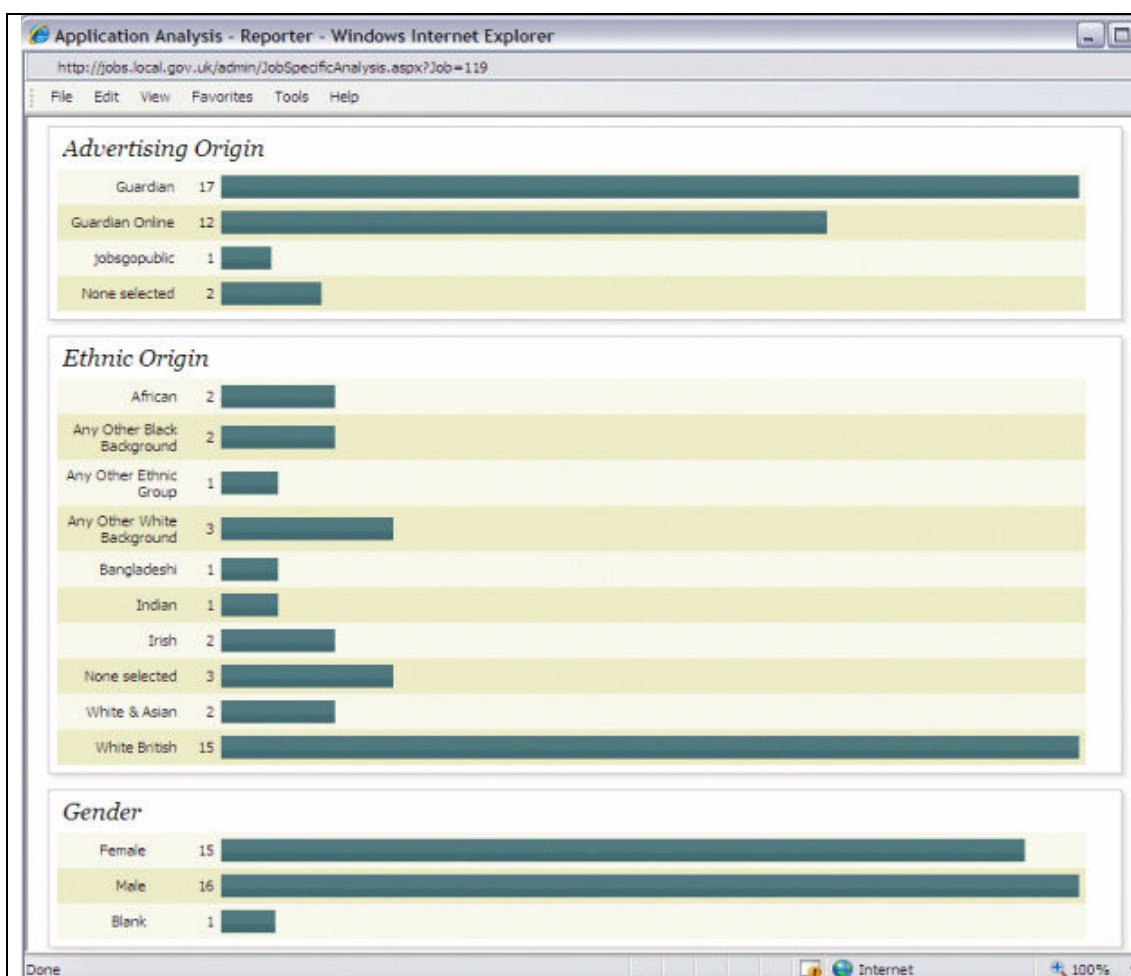 Application Analysis - Reporter - Windows Internet Explorer
http://jobs.local.gov.uk/admin/JobSpecificAnalysis.aspx?Job=119
File Edit View Favorites Tools Help
Advertising Origin
Guardian 17
Guardian Online 12
jobsgopublic 1
None selected 2
Ethnic Origin
African 2
Any Other Black
Background 2
Any Other Ethnic
Group 1
Any Other White
Background 3
Bangladeshi 1
Indian 1
Irish 2
None selected 3
White & Asian 2
White British 15
Gender
Female 15
Male 16
Blank 1
Done Internet 100%